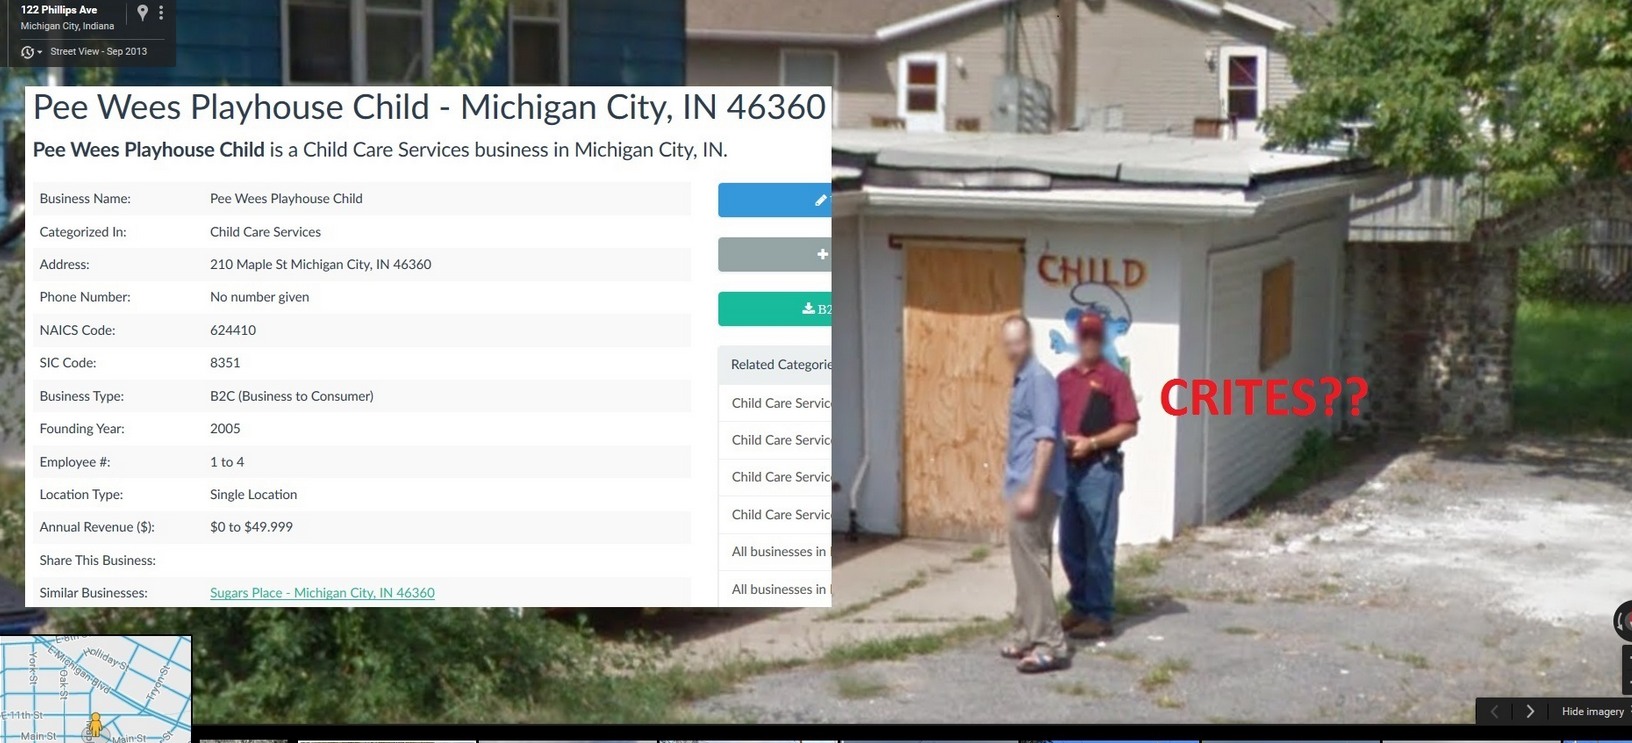 122 Phillips Ave
Michigan City, Indiana
Street View - Sep 2013
Pee Wees Playhouse Child - Michigan City, IN 46360
Pee Wees Playhouse Child is a Child Care Services business in Michigan City, IN.
Business Name: Pee Wees Playhouse Child
Categorized In: Child Care Services
Address: 210 Maple St Michigan City, IN 46360
Phone Number: No number given
NAICS Code: 624410
SIC Code: 8351
Business Type: B2C (Business to Consumer)
Founding Year: 2005
Employee #: 1 to 4
Location Type: Single Location
Annual Revenue ($): $0 to $49.999
Share This Business:
Similar Businesses: Sugars Place - Michigan City, IN 46360
B2
Related Categorie
Child Care Servic
Child Care Servic
Child Care Servic
Child Care Servic
All businesses in
All businesses in
CHILD
CRITES??
E 8th St
Holliday St
E Michigan Blvd
York St
Oak St
Tryon St
E 11th St
Main St
Main St
Hide imagery